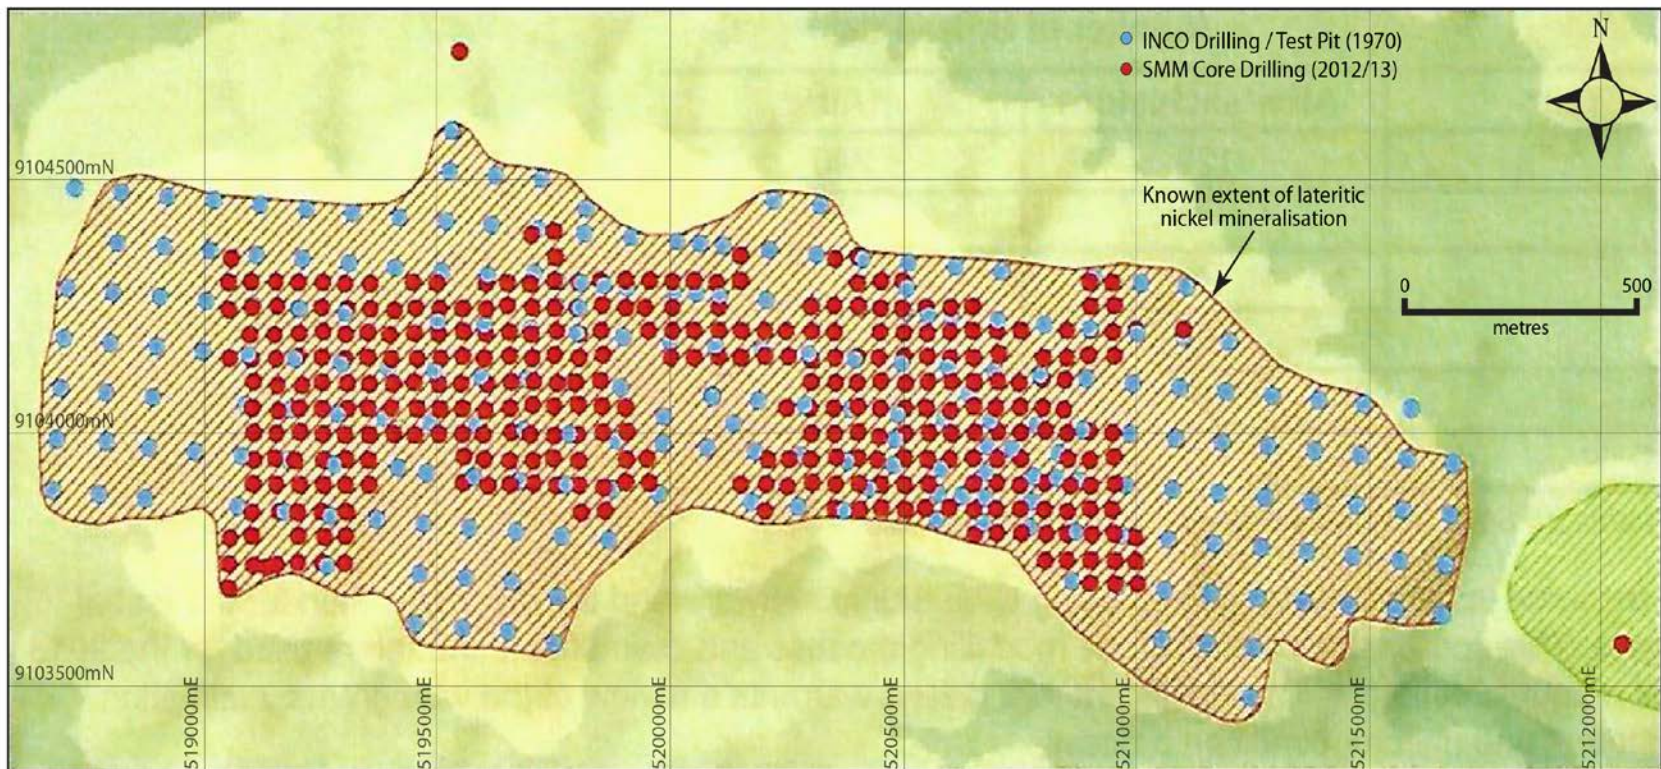 INCO Drilling / Test Pit (1970)
SMM Core Drilling (2012/13)
N
9104500mN
Known extent of lateritic
nickel mineralisation
0 500
metres
9104000mN
9103500mN
519000mE
519500mE
520000mE
520500mE
521000mE
521500mE
5212000mE